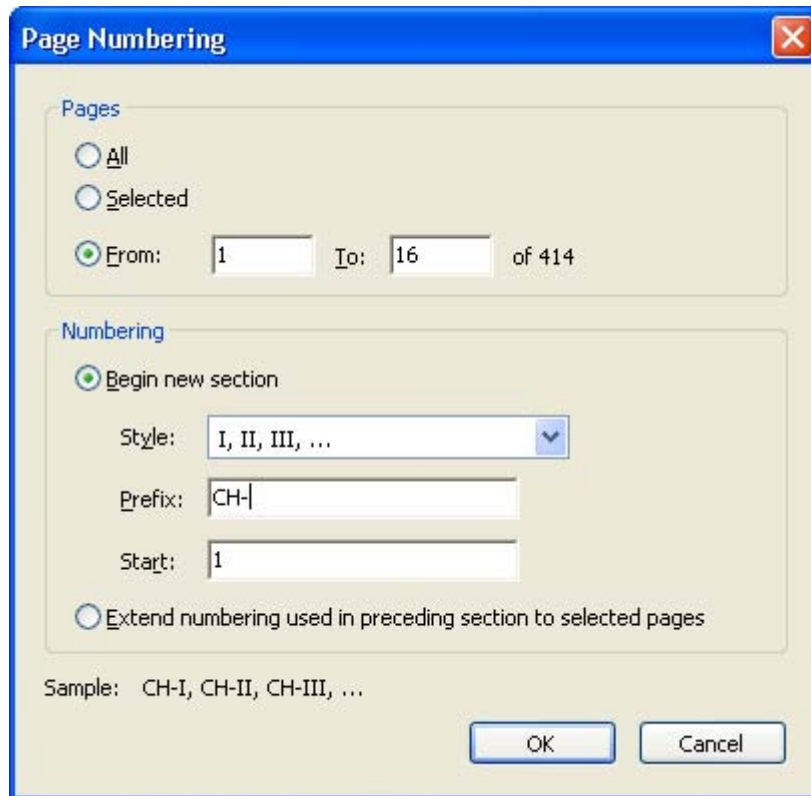 Page Numbering
Pages
All
Selected
From: 1 To: 16 of 414
Numbering
Begin new section
Style: I, II, III, ...
Prefix: CH-
Start: 1
Extend numbering used in preceding section to selected pages
Sample: CH-I, CH-II, CH-III, ...
OK Cancel